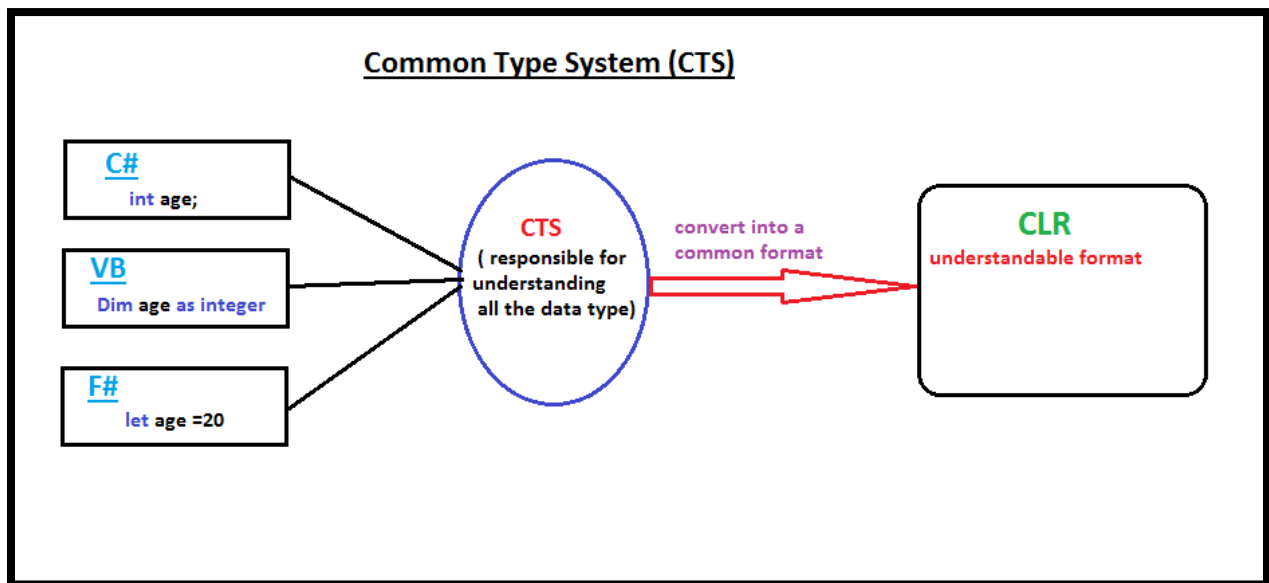 Common Type System (CTS)
C#
int age;
VB
Dim age as integer
F#
let age =20
CTS
( responsible for
understanding
all the data type)
convert into a
common format
CLR
understandable format